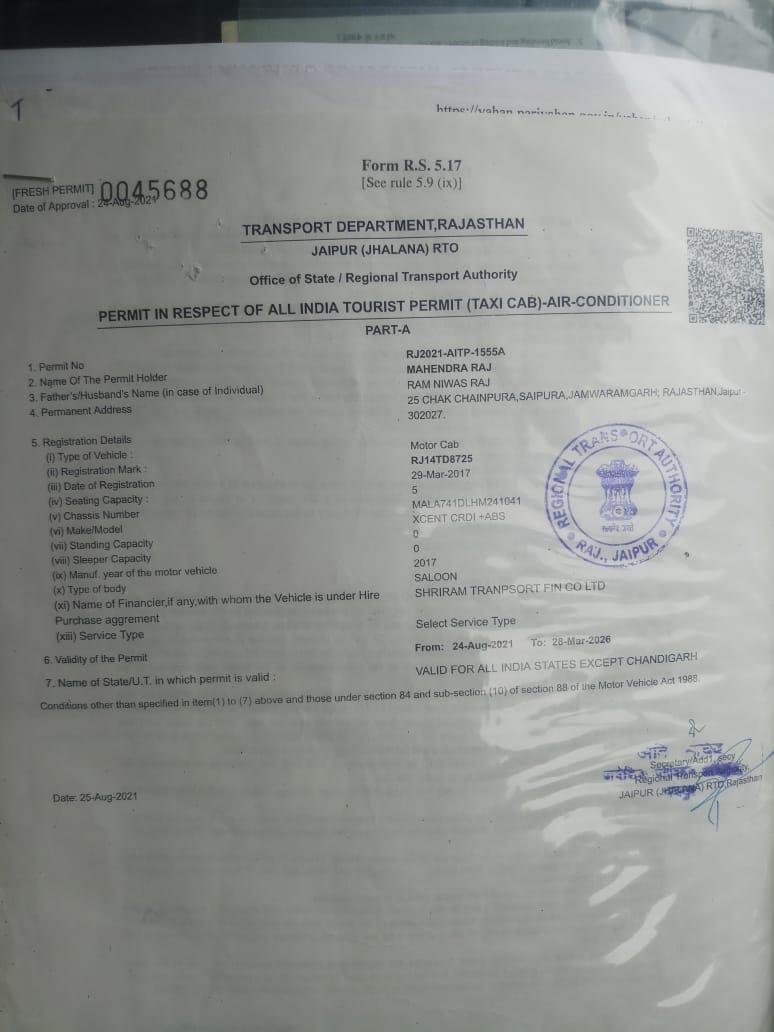 1
[FRESH PERMIT] 0045688
Date of Approval : 24-Aug-2021
Form R.S. 5.17
[See rule 5.9 (ix)]
TRANSPORT DEPARTMENT,RAJASTHAN
JAIPUR (JHALANA) RTO
Office of State / Regional Transport Authority
PERMIT IN RESPECT OF ALL INDIA TOURIST PERMIT (TAXI CAB)-AIR-CONDITIONER
PART-A
1. Permit No RJ2021-AITP-1555A
2. Name Of The Permit Holder MAHENDRA RAJ
3. Father's/Husband's Name (in case of Individual) RAM NIWAS RAJ
4. Permanent Address 25 CHAK CHAINPURA,SAIPURA,JAMWARAMGARH; RAJASTHAN,Jaipur -
302027.
5. Registration Details
(i) Type of Vehicle : Motor Cab
(ii) Registration Mark : RJ14TD8725
(iii) Date of Registration 29-Mar-2017
(iv) Seating Capacity : 5
(v) Chassis Number MALA741DLHM241041
(vi) Make/Model XCENT CRDI +ABS
(vii) Standing Capacity 0
(viii) Sleeper Capacity 0
(ix) Manuf. year of the motor vehicle 2017
(x) Type of body SALOON
(xi) Name of Financier,if any,with whom the Vehicle is under Hire SHRIRAM TRANPSORT FIN CO LTD
Purchase aggrement
(xiii) Service Type Select Service Type
6. Validity of the Permit From: 24-Aug-2021 To: 28-Mar-2026
7. Name of State/U.T. in which permit is valid : VALID FOR ALL INDIA STATES EXCEPT CHANDIGARH
Conditions other than specified in item(1) to (7) above and those under section 84 and sub-section (10) of section 88 of the Motor Vehicle Act 1988.
REGIONAL TRANSPORT AUTHORITY
RAJ., JAIPUR
Secretary/Add1. secy
Regional Transport Authority,
JAIPUR (JHALANA) RTO,Rajasthan
Date: 25-Aug-2021